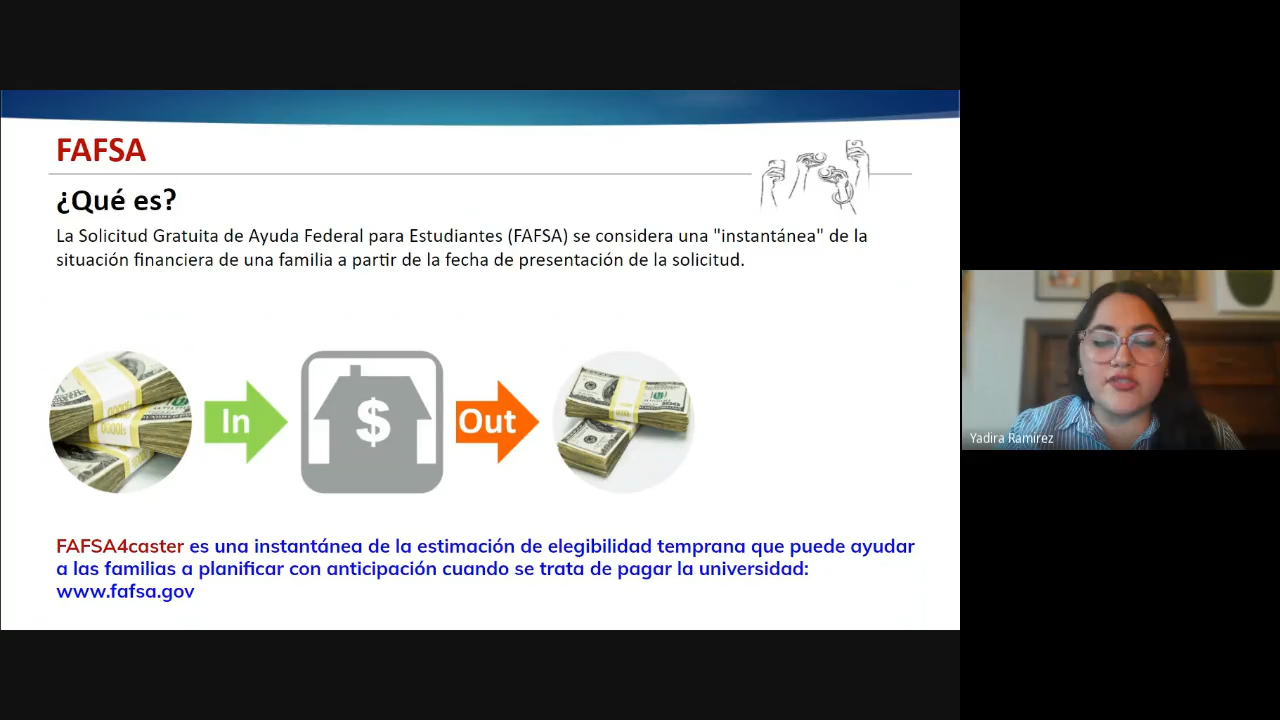 FAFSA
¿Qué es?
La Solicitud Gratuita de Ayuda Federal para Estudiantes (FAFSA) se considera una "instantánea" de la
situación financiera de una familia a partir de la fecha de presentación de la solicitud.
In
$
Out
FAFSA4caster es una instantánea de la estimación de elegibilidad temprana que puede ayudar
a las familias a planificar con anticipación cuando se trata de pagar la universidad:
www.fafsa.gov
Yadira Ramirez